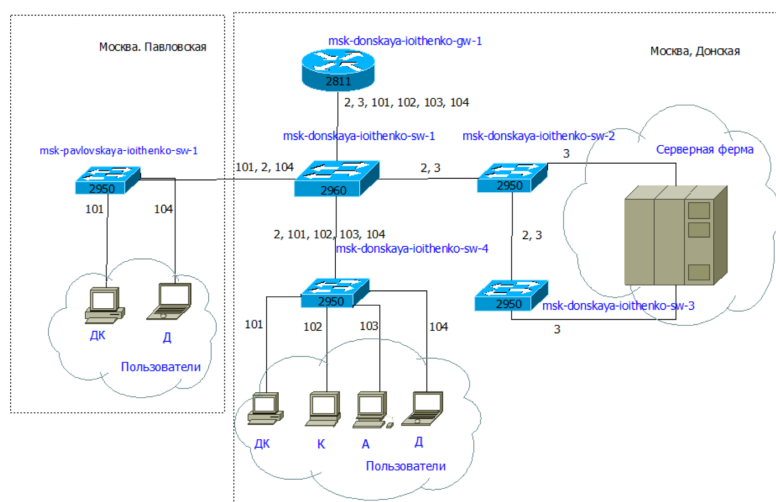 Москва. Павловская
msk-donskaya-ioithenko-gw-1
Москва, Донская
2811
2, 3, 101, 102, 103, 104
msk-donskaya-ioithenko-sw-1
msk-donskaya-ioithenko-sw-2
msk-pavlovskaya-ioithenko-sw-1
3
Серверная ферма
101, 2, 104
2, 3
2950
2960
2950
101
104
2, 101, 102, 103, 104
2, 3
msk-donskaya-ioithenko-sw-4
2950
2950
msk-donskaya-ioithenko-sw-3
101
102
103
104
3
ДК
Д
Пользователи
ДК
К
А
Д
Пользователи